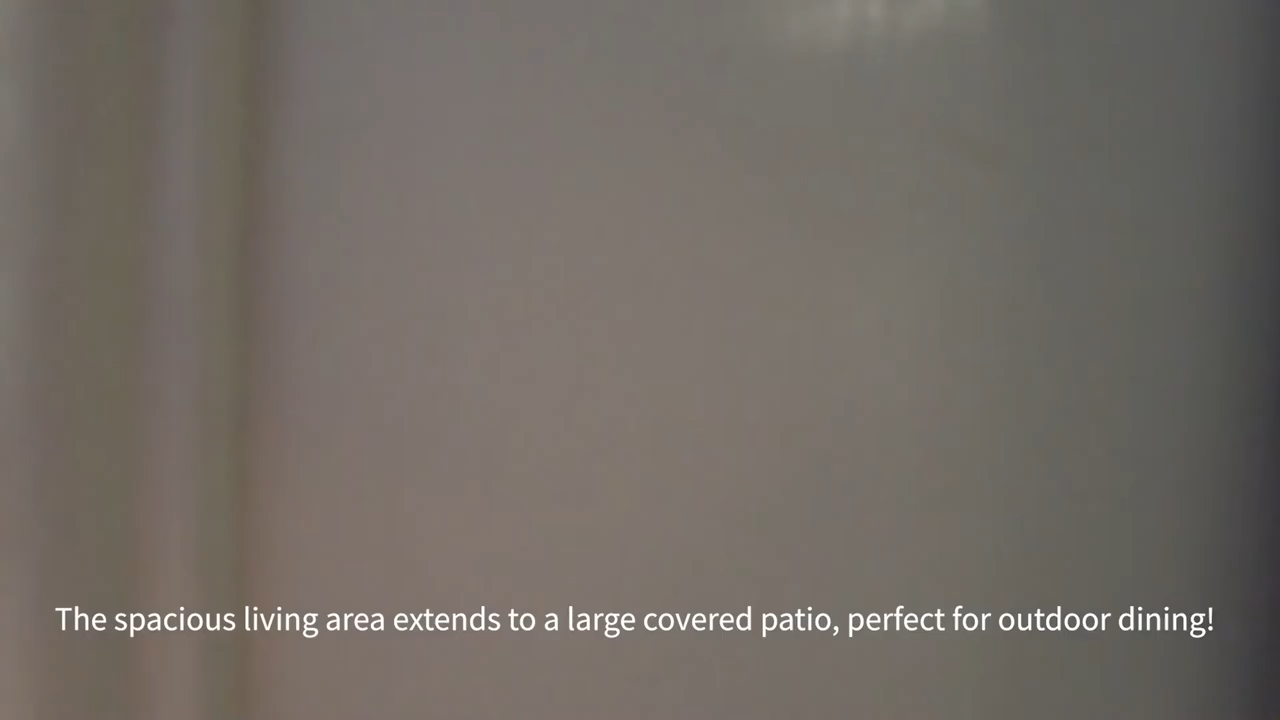 The spacious living area extends to a large covered patio, perfect for outdoor dining!